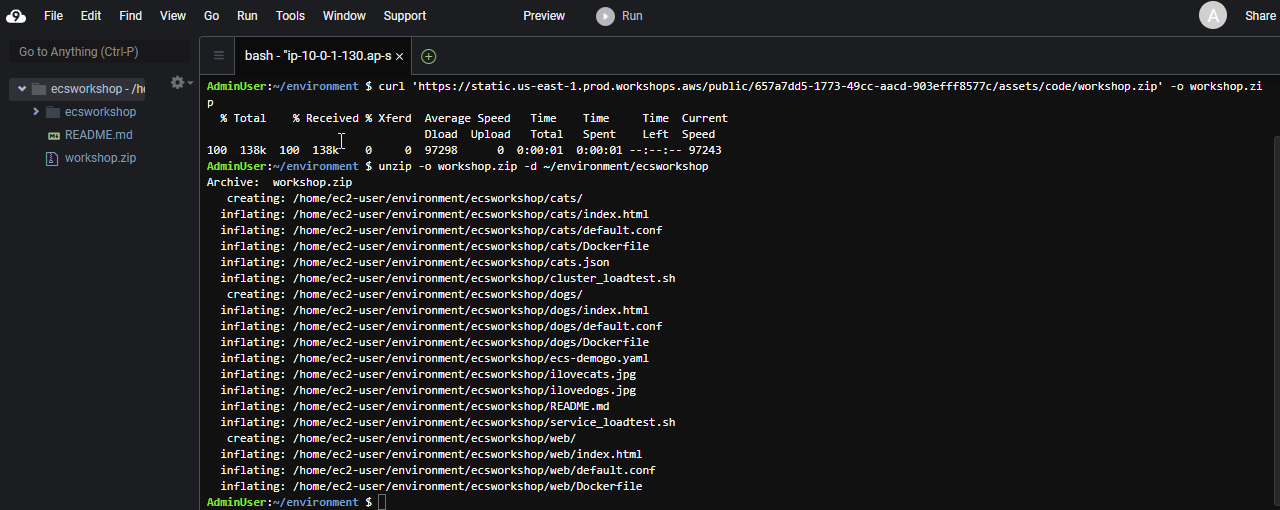 9 File Edit Find View Go Run Tools Window Support Preview Run A Share
Go to Anything (Ctrl-P)
bash - "ip-10-0-1-130.ap-s ×
ecsworkshop - /h
ecsworkshop
README.md
workshop.zip
AdminUser:~/environment $ curl 'https://static.us-east-1.prod.workshops.aws/public/657a7dd5-1773-49cc-aacd-903efff8577c/assets/code/workshop.zip' -o workshop.zi
p
% Total % Received % Xferd Average Speed Time Time Time Current
Dload Upload Total Spent Left Speed
100 138k 100 138k 0 0 97298 0 0:00:01 0:00:01 --:--:-- 97243
AdminUser:~/environment $ unzip -o workshop.zip -d ~/environment/ecsworkshop
Archive: workshop.zip
creating: /home/ec2-user/environment/ecsworkshop/cats/
inflating: /home/ec2-user/environment/ecsworkshop/cats/index.html
inflating: /home/ec2-user/environment/ecsworkshop/cats/default.conf
inflating: /home/ec2-user/environment/ecsworkshop/cats/Dockerfile
inflating: /home/ec2-user/environment/ecsworkshop/cats.json
inflating: /home/ec2-user/environment/ecsworkshop/cluster_loadtest.sh
creating: /home/ec2-user/environment/ecsworkshop/dogs/
inflating: /home/ec2-user/environment/ecsworkshop/dogs/index.html
inflating: /home/ec2-user/environment/ecsworkshop/dogs/default.conf
inflating: /home/ec2-user/environment/ecsworkshop/dogs/Dockerfile
inflating: /home/ec2-user/environment/ecsworkshop/ecs-demogo.yaml
inflating: /home/ec2-user/environment/ecsworkshop/ilovecats.jpg
inflating: /home/ec2-user/environment/ecsworkshop/ilovedogs.jpg
inflating: /home/ec2-user/environment/ecsworkshop/README.md
inflating: /home/ec2-user/environment/ecsworkshop/service_loadtest.sh
creating: /home/ec2-user/environment/ecsworkshop/web/
inflating: /home/ec2-user/environment/ecsworkshop/web/index.html
inflating: /home/ec2-user/environment/ecsworkshop/web/default.conf
inflating: /home/ec2-user/environment/ecsworkshop/web/Dockerfile
AdminUser:~/environment $